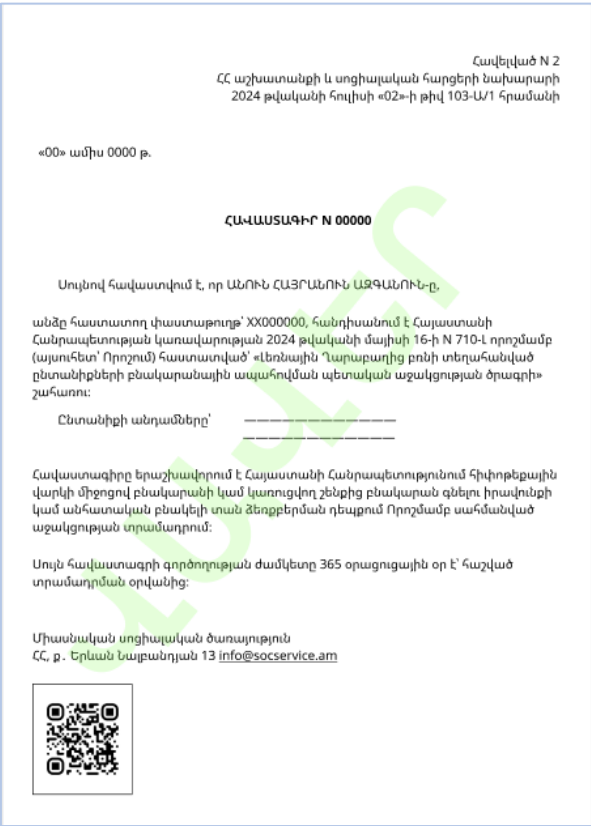 Հավելված N 2
ՀՀ աշխատանքի և սոցիալական հարցերի նախարարի
2024 թվականի հուլիսի «02»-ի թիվ 103-Ա/1 հրամանի
«00» ամիս 0000 թ.
ՀԱՎԱՍՏԱԳԻՐ N 00000
Սույնով հավաստվում է, որ ԱՆՈՒՆ ՀԱՅՐԱՆՈՒՆ ԱԶԳԱՆՈՒՆ-ը,
անձը հաստատող փաստաթուղթ՝ XX000000, հանդիսանում է Հայաստանի
Հանրապետության կառավարության 2024 թվականի մայիսի 16-ի N 710-Լ որոշմամբ
(այսուհետ՝ Որոշում) հաստատված՝ «Լեռնային Ղարաբաղից բռնի տեղահանված
ընտանիքների բնակարանային ապահովման պետական աջակցության ծրագրի»
շահառու:
Ընտանիքի անդամները՝ ————————————
————————————
Հավաստագիրը երաշխավորում է Հայաստանի Հանրապետությունում հիփոթեքային
վարկի միջոցով բնակարանի կամ կառուցվող շենքից բնակարան գնելու իրավունքի
կամ անհատական բնակելի տան ձեռքբերման դեպքում Որոշմամբ սահմանված
աջակցության տրամադրում:
Սույն հավաստագրի գործողության ժամկետը 365 օրացուցային օր է՝ հաշված
տրամադրման օրվանից:
Միասնական սոցիալական ծառայություն
ՀՀ, ք. Երևան Նալբանդյան 13 info@socservice.am